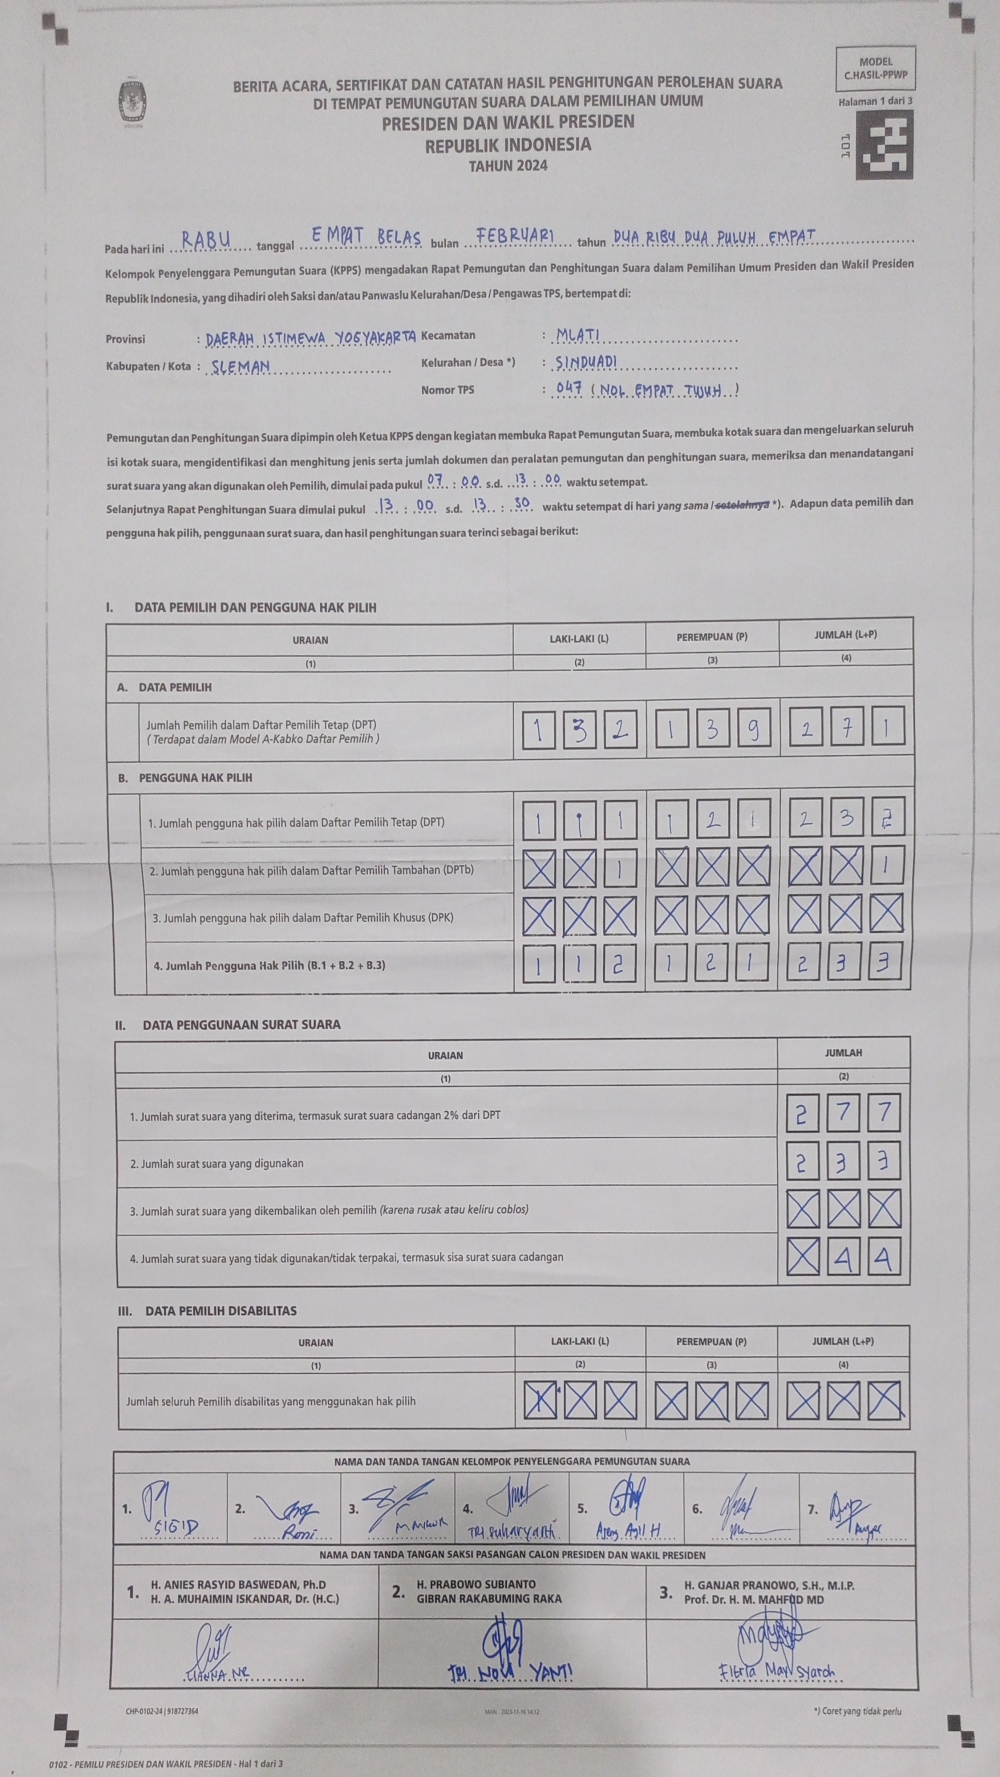 MODEL
C.HASIL-PPWP
Halaman 1 dari 3
101
BERITA ACARA, SERTIFIKAT DAN CATATAN HASIL PENGHITUNGAN PEROLEHAN SUARA
DI TEMPAT PEMUNGUTAN SUARA DALAM PEMILIHAN UMUM
PRESIDEN DAN WAKIL PRESIDEN
REPUBLIK INDONESIA
TAHUN 2024
Pada hari ini RABU tanggal EMPAT BELAS bulan FEBRUARI tahun DUA RIBU DUA PULUH EMPAT
Kelompok Penyelenggara Pemungutan Suara (KPPS) mengadakan Rapat Pemungutan dan Penghitungan Suara dalam Pemilihan Umum Presiden dan Wakil Presiden
Republik Indonesia, yang dihadiri oleh Saksi dan/atau Panwaslu Kelurahan/Desa / Pengawas TPS, bertempat di:
Provinsi : DAERAH ISTIMEWA YOGYAKARTA Kecamatan : MLATI
Kabupaten / Kota : SLEMAN Kelurahan / Desa *) : SINDUADI
Nomor TPS : 047 (NOL EMPAT TUJUH)
Pemungutan dan Penghitungan Suara dipimpin oleh Ketua KPPS dengan kegiatan membuka Rapat Pemungutan Suara, membuka kotak suara dan mengeluarkan seluruh
isi kotak suara, mengidentifikasi dan menghitung jenis serta jumlah dokumen dan peralatan pemungutan dan penghitungan suara, memeriksa dan menandatangani
surat suara yang akan digunakan oleh Pemilih, dimulai pada pukul 07 : 00 s.d. 13 : 00 waktu setempat.
Selanjutnya Rapat Penghitungan Suara dimulai pukul 13 : 00 s.d. 13 : 30 waktu setempat di hari yang sama / setelahnya *). Adapun data pemilih dan
pengguna hak pilih, penggunaan surat suara, dan hasil penghitungan suara terinci sebagai berikut:
I. DATA PEMILIH DAN PENGGUNA HAK PILIH
URAIAN LAKI-LAKI (L) PEREMPUAN (P) JUMLAH (L+P)
(1) (2) (3) (4)
A. DATA PEMILIH
Jumlah Pemilih dalam Daftar Pemilih Tetap (DPT)
(Terdapat dalam Model A-Kabko Daftar Pemilih) 1 3 2 1 3 9 2 7 1
B. PENGGUNA HAK PILIH
1. Jumlah pengguna hak pilih dalam Daftar Pemilih Tetap (DPT) 1 1 1 1 2 1 2 3 2
2. Jumlah pengguna hak pilih dalam Daftar Pemilih Tambahan (DPTb) X X 1 X X X X X 1
3. Jumlah pengguna hak pilih dalam Daftar Pemilih Khusus (DPK) X X X X X X X X X
4. Jumlah Pengguna Hak Pilih (B.1 + B.2 + B.3) 1 1 2 1 2 1 2 3 3
II. DATA PENGGUNAAN SURAT SUARA
URAIAN JUMLAH
(1) (2)
1. Jumlah surat suara yang diterima, termasuk surat suara cadangan 2% dari DPT 2 7 7
2. Jumlah surat suara yang digunakan 2 3 3
3. Jumlah surat suara yang dikembalikan oleh pemilih (karena rusak atau keliru coblos) X X X
4. Jumlah surat suara yang tidak digunakan/tidak terpakai, termasuk sisa surat suara cadangan X 4 4
III. DATA PEMILIH DISABILITAS
URAIAN LAKI-LAKI (L) PEREMPUAN (P) JUMLAH (L+P)
(1) (2) (3) (4)
Jumlah seluruh Pemilih disabilitas yang menggunakan hak pilih X X X X X X X X X
NAMA DAN TANDA TANGAN KELOMPOK PENYELENGGARA PEMUNGUTAN SUARA
1. 2. 3. 4. 5. 6. 7.
SIGID Roni Tri Suharyanti Ajeng Agil H
NAMA DAN TANDA TANGAN SAKSI PASANGAN CALON PRESIDEN DAN WAKIL PRESIDEN
1. H. ANIES RASYID BASWEDAN, Ph.D
H. A. MUHAIMIN ISKANDAR, Dr. (H.C.)
2. H. PRABOWO SUBIANTO
GIBRAN RAKABUMING RAKA
3. H. GANJAR PRANOWO, S.H., M.I.P.
Prof. Dr. H. M. MAHFUD MD
TRI NOVI YANTI Fitria May Syaroh
CHP-0102-24 | 918727364
*) Coret yang tidak perlu
0102 - PEMILU PRESIDEN DAN WAKIL PRESIDEN - Hal 1 dari 3